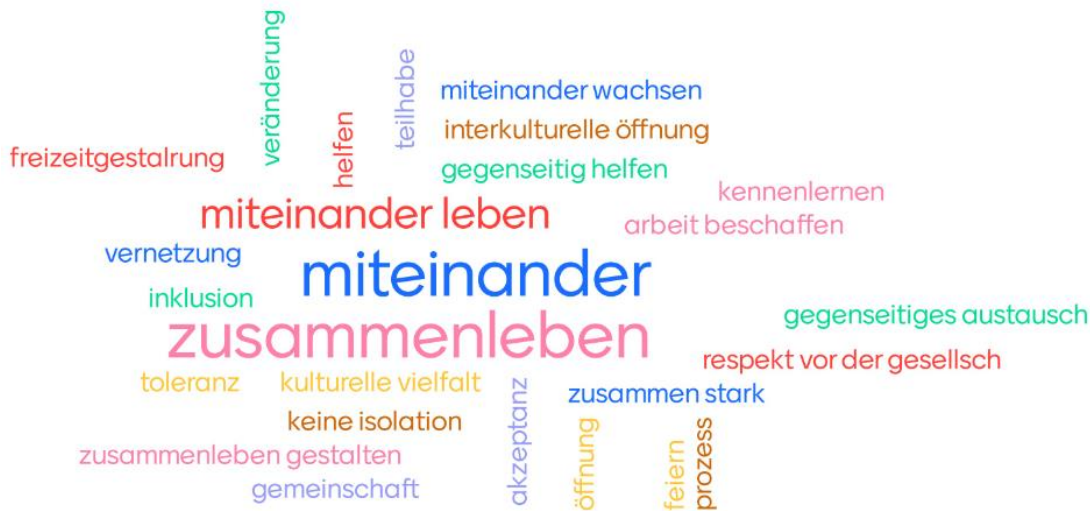 veränderung
teilhabe
miteinander wachsen
helfen
interkulturelle öffnung
freizeitgestalrung
gegenseitig helfen
kennenlernen
miteinander leben
arbeit beschaffen
vernetzung
miteinander
inklusion
gegenseitiges austausch
zusammenleben
respekt vor der gesellsch
toleranz
kulturelle vielfalt
zusammen stark
keine isolation
akzeptanz
öffnung
feiern
prozess
zusammenleben gestalten
gemeinschaft